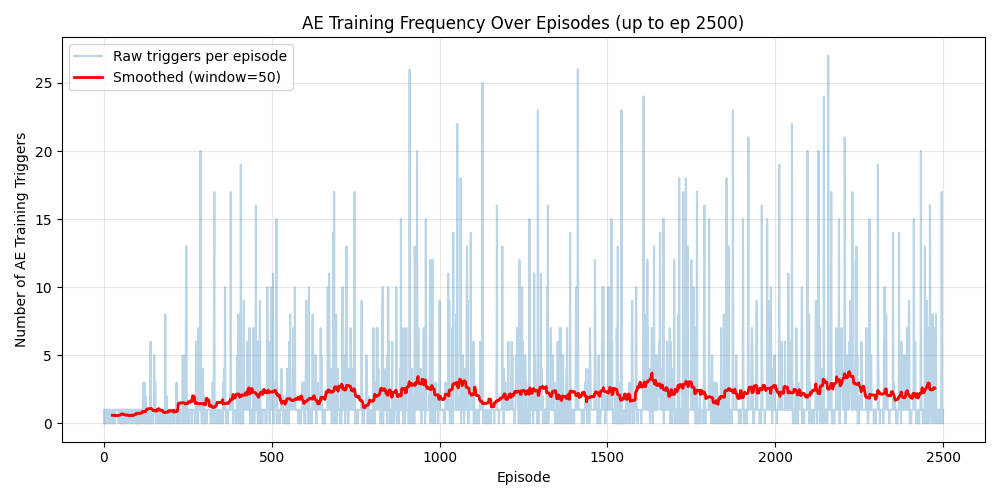 AE Training Frequency Over Episodes (up to ep 2500)
Raw triggers per episode
Smoothed (window=50)
Number of AE Training Triggers
25
20
15
10
5
0
0 500 1000 1500 2000 2500
Episode